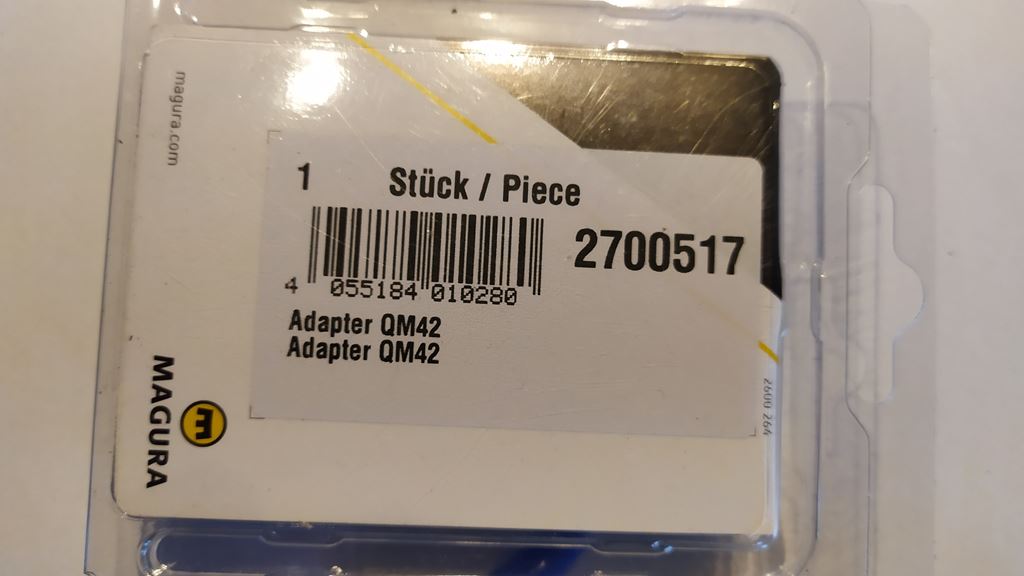 magura.com
1 Stück / Piece
2700517
4 055184 010280
Adapter QM42
Adapter QM42
MAGURA
2600 264